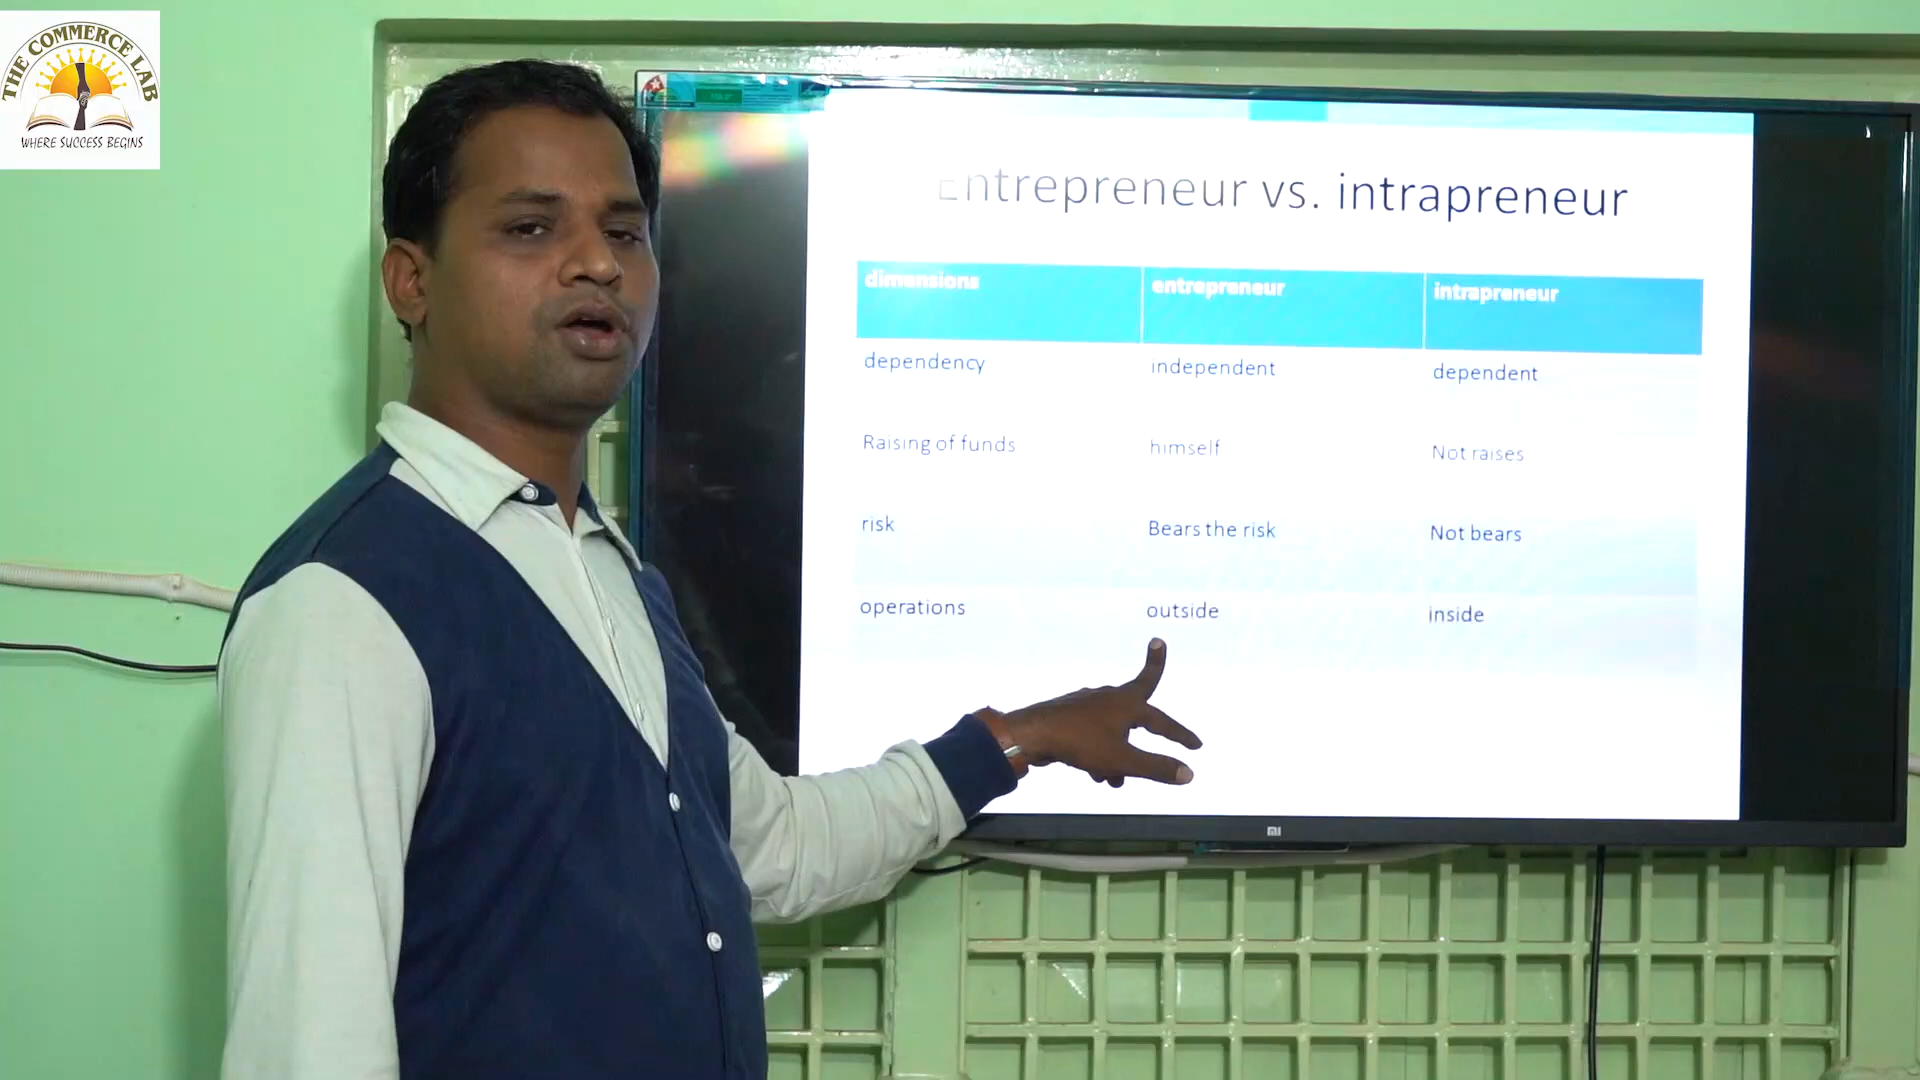 THE COMMERCE LAB
WHERE SUCCESS BEGINS
Entrepreneur vs. intrapreneur
dimensions entrepreneur intrapreneur
dependency independent dependent
Raising of funds himself Not raises
risk Bears the risk Not bears
operations outside inside
mi